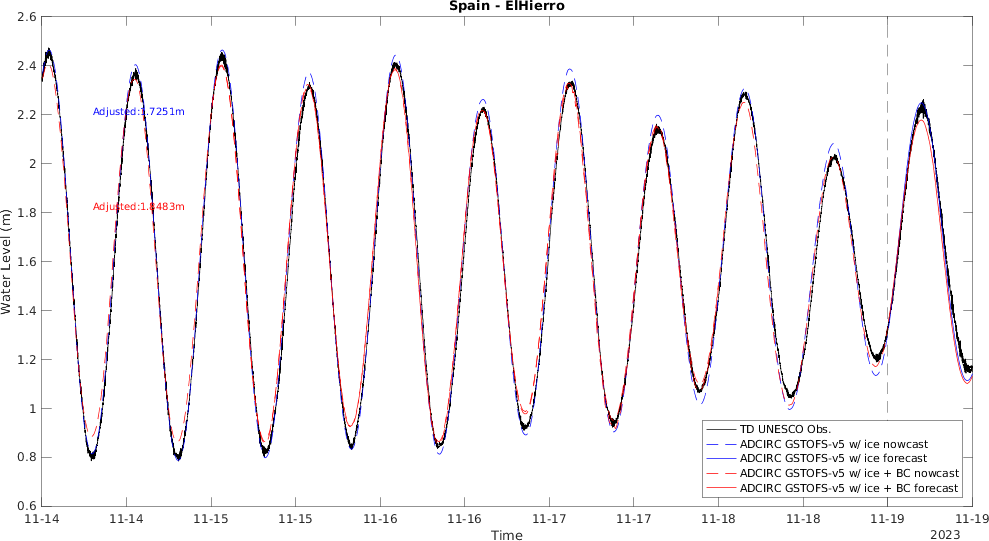 Spain - ElHierro
2.6
2.4
2.2
2
1.8
1.6
1.4
1.2
1
0.8
0.6
Water Level (m)
Adjusted:1.7251m
Adjusted:1.8483m
TD UNESCO Obs.
ADCIRC GSTOFS-v5 w/ ice nowcast
ADCIRC GSTOFS-v5 w/ ice forecast
ADCIRC GSTOFS-v5 w/ ice + BC nowcast
ADCIRC GSTOFS-v5 w/ ice + BC forecast
11-14 11-14 11-15 11-15 11-16 11-16 11-17 11-17 11-18 11-18 11-19 11-19
Time
2023